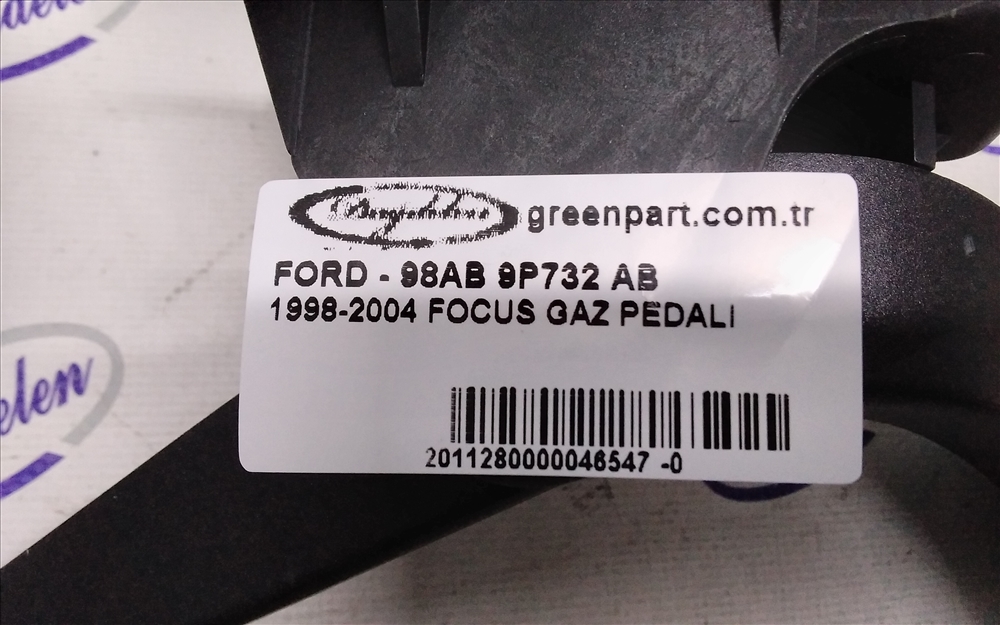 greenpart.com.tr
FORD - 98AB 9P732 AB
1998-2004 FOCUS GAZ PEDALI
2011280000046547 -0